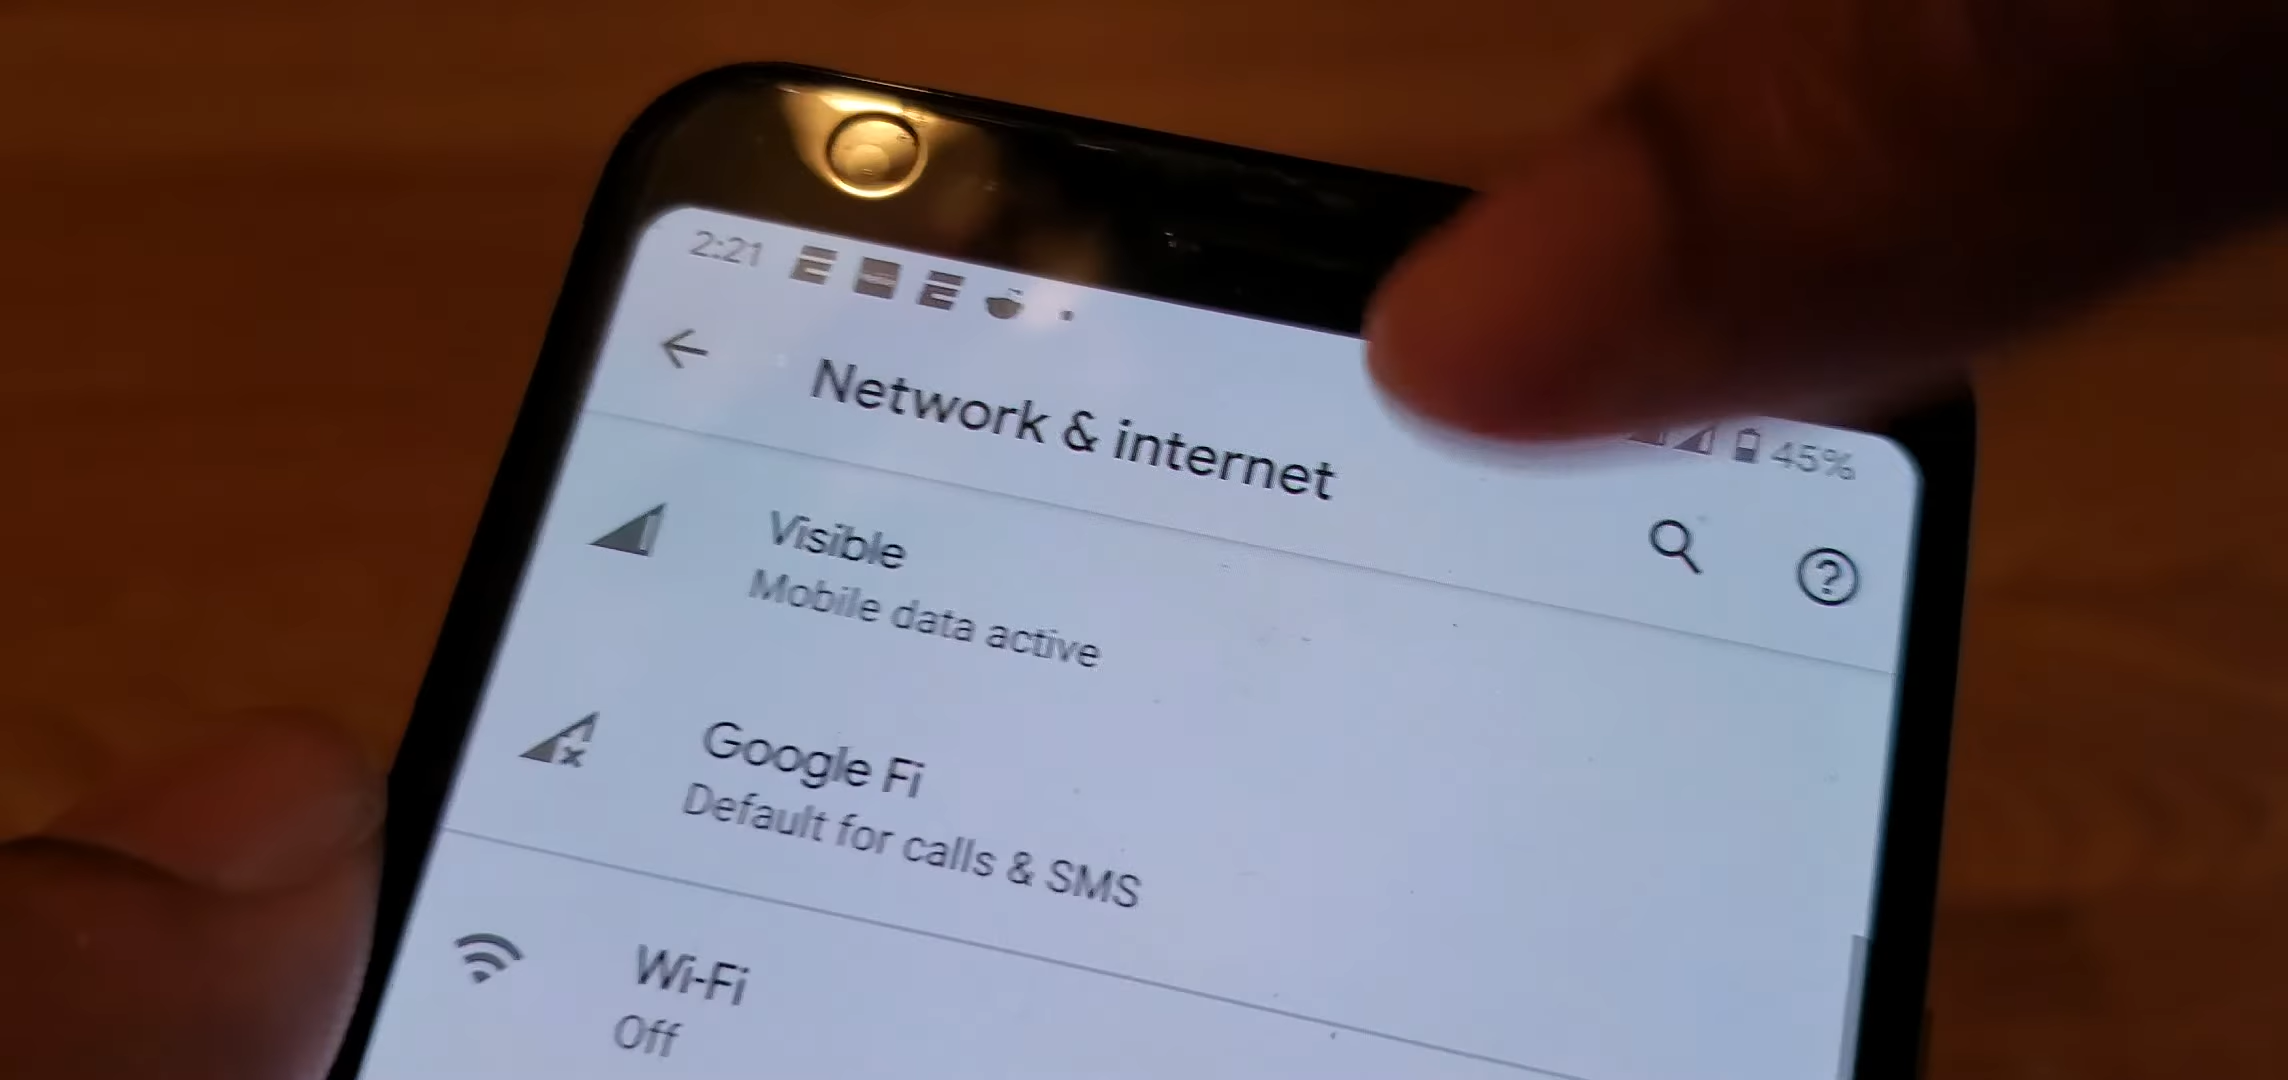 2:21
45%
Network & internet
Visible
Mobile data active
Google Fi
Default for calls & SMS
Wi-Fi
Off